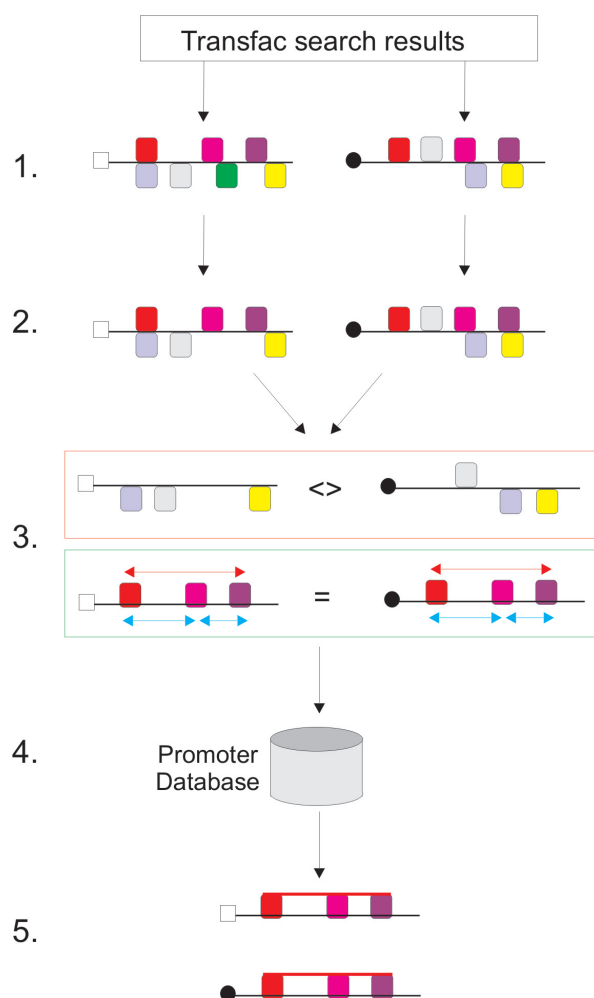 Transfac search results
1.
2.
<>
3.
=
4.
Promoter
Database
5.